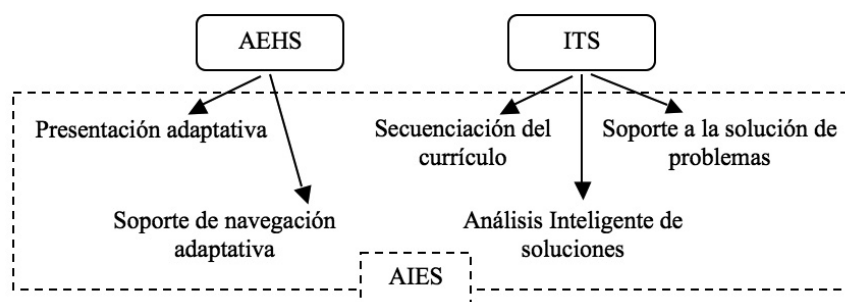 AEHS
ITS
Presentación adaptativa
Secuenciación del
currículo
Soporte a la solución de
problemas
Soporte de navegación
adaptativa
Análisis Inteligente de
soluciones
AIES